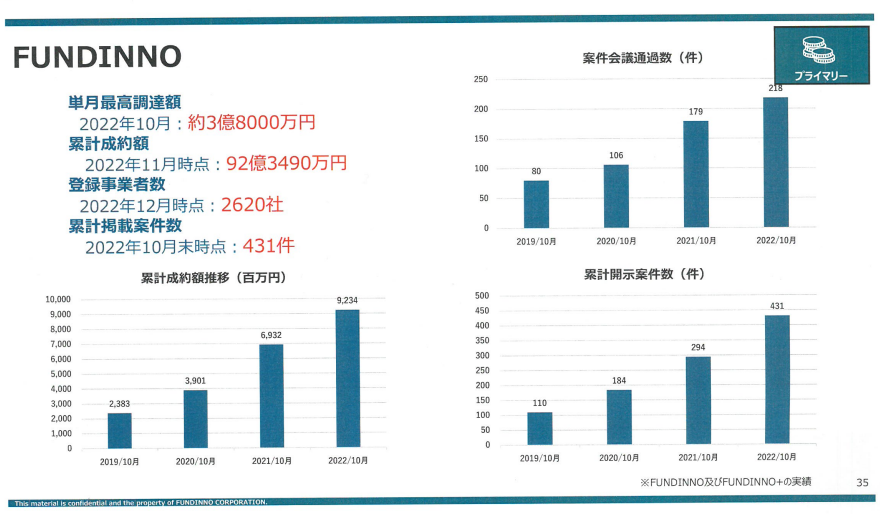 FUNDINNO
プライマリー
単月最高調達額
2022年10月：約3億8000万円
累計成約額
2022年11月時点：92億3490万円
登録事業者数
2022年12月時点：2620社
累計掲載案件数
2022年10月末時点：431件
案件会議通過数（件）
250
200
150
100
50
0
80
106
179
218
2019/10月
2020/10月
2021/10月
2022/10月
累計成約額推移（百万円）
10,000
9,000
8,000
7,000
6,000
5,000
4,000
3,000
2,000
1,000
0
2,383
3,901
6,932
9,234
2019/10月
2020/10月
2021/10月
2022/10月
累計開示案件数（件）
500
450
400
350
300
250
200
150
100
50
0
110
184
294
431
2019/10月
2020/10月
2021/10月
2022/10月
※FUNDINNO及びFUNDINNO+の実績
35
This material is confidential and the property of FUNDINNO CORPORATION.